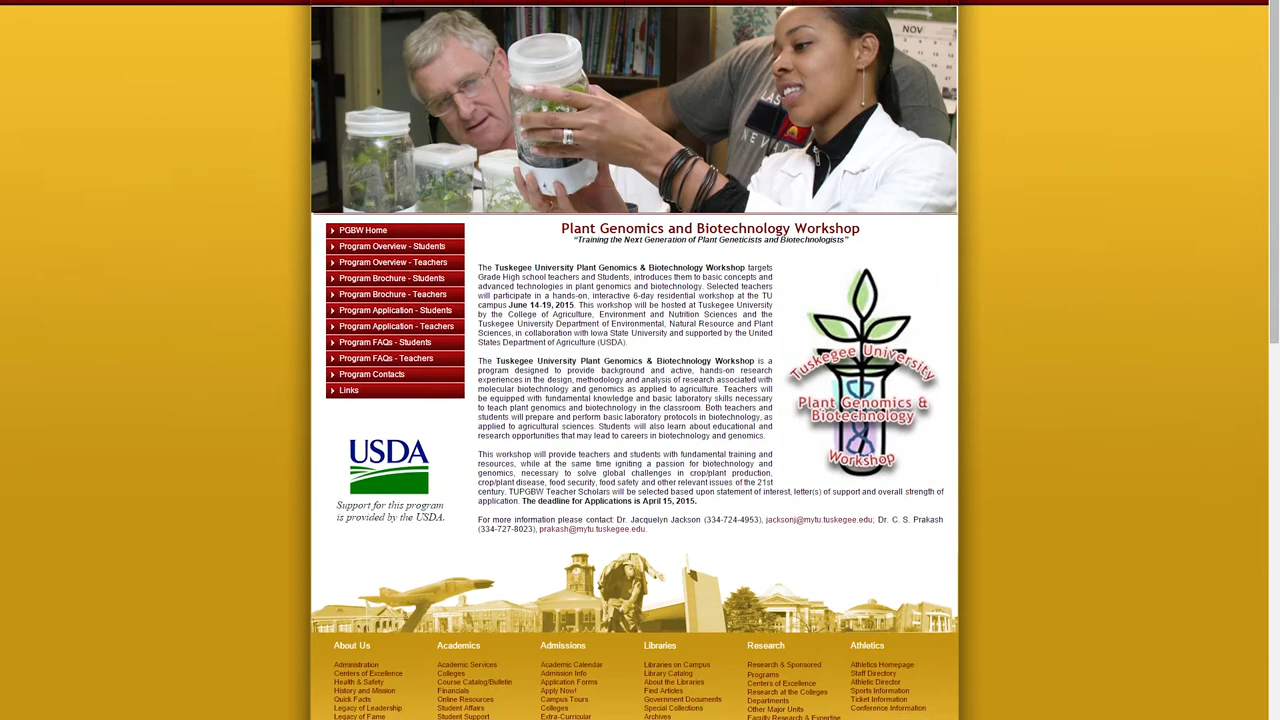 NOV
LAS
NEVADA
PGBW Home
Program Overview - Students
Program Overview - Teachers
Program Brochure - Students
Program Brochure - Teachers
Program Application - Students
Program Application - Teachers
Program FAQs - Students
Program FAQs - Teachers
Program Contacts
Links
USDA
Support for this program
is provided by the USDA.
Plant Genomics and Biotechnology Workshop
"Training the Next Generation of Plant Geneticists and Biotechnologists"
The Tuskegee University Plant Genomics & Biotechnology Workshop targets
Grade High school teachers and Students, introduces them to basic concepts and
advanced technologies in plant genomics and biotechnology. Selected teachers
will participate in a hands-on, interactive 6-day residential workshop at the TU
campus June 14-19, 2015. This workshop will be hosted at Tuskegee University
by the College of Agriculture, Environment and Nutrition Sciences and the
Tuskegee University Department of Environmental, Natural Resource and Plant
Sciences, in collaboration with Iowa State University and supported by the United
States Department of Agriculture (USDA).
The Tuskegee University Plant Genomics & Biotechnology Workshop is a
program designed to provide background and active, hands-on research
experiences in the design, methodology and analysis of research associated with
molecular biotechnology and genomics as applied to agriculture. Teachers will
be equipped with fundamental knowledge and basic laboratory skills necessary
to teach plant genomics and biotechnology in the classroom. Both teachers and
students will prepare and perform basic laboratory protocols in biotechnology, as
applied to agricultural sciences. Students will also learn about educational and
research opportunities that may lead to careers in biotechnology and genomics.
This workshop will provide teachers and students with fundamental training and
resources, while at the same time igniting a passion for biotechnology and
genomics, necessary to solve global challenges in crop/plant production,
crop/plant disease, food security, food safety and other relevant issues of the 21st
century. TUPGBW Teacher Scholars will be selected based upon statement of interest, letter(s) of support and overall strength of
application. The deadline for Applications is April 15, 2015.
For more information please contact: Dr. Jacquelyn Jackson (334-724-4953), jacksonj@mytu.tuskegee.edu; Dr. C. S. Prakash
(334-727-8023), prakash@mytu.tuskegee.edu.
Tuskegee University
Plant Genomics &
Biotechnology
Workshop
About Us
Administration
Centers of Excellence
Health & Safety
History and Mission
Quick Facts
Legacy of Leadership
Legacy of Fame
Academics
Academic Services
Colleges
Course Catalog/Bulletin
Financials
Online Resources
Student Affairs
Student Support
Admissions
Academic Calendar
Admission Info
Application Forms
Apply Now!
Campus Tours
Colleges
Extra-Curricular
Libraries
Libraries on Campus
Library Catalog
About the Libraries
Find Articles
Government Documents
Special Collections
Archives
Research
Research & Sponsored
Programs
Centers of Excellence
Research at the Colleges
Departments
Other Major Units
Faculty Research & Expertise
Athletics
Athletics Homepage
Staff Directory
Athletic Director
Sports Information
Ticket Information
Conference Information